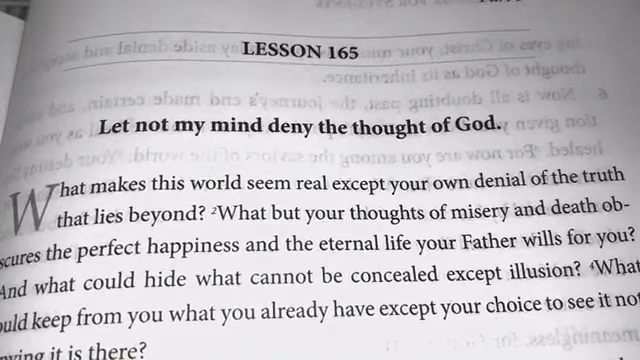 LESSON 165
Let not my mind deny the thought of God.
What makes this world seem real except your own denial of the truth
that lies beyond? ²What but your thoughts of misery and death ob-
scures the perfect happiness and the eternal life your Father wills for you?
And what could hide what cannot be concealed except illusion? ⁴What
ould keep from you what you already have except your choice to see it not
it is there?